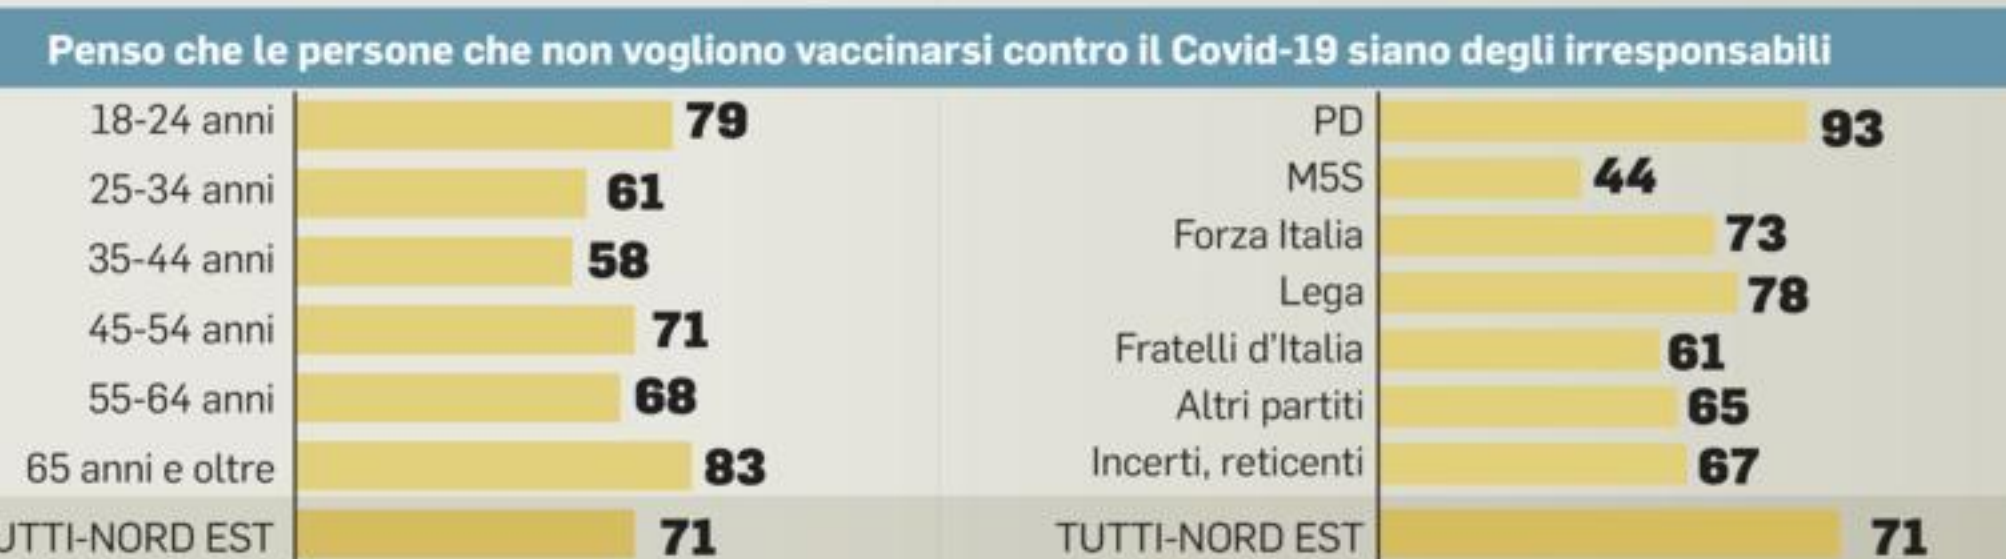 Penso che le persone che non vogliono vaccinarsi contro il Covid-19 siano degli irresponsabili
18-24 anni 79
25-34 anni 61
35-44 anni 58
45-54 anni 71
55-64 anni 68
65 anni e oltre 83
UTTI-NORD EST 71
PD 93
M5S 44
Forza Italia 73
Lega 78
Fratelli d'Italia 61
Altri partiti 65
Incerti, reticenti 67
TUTTI-NORD EST 71